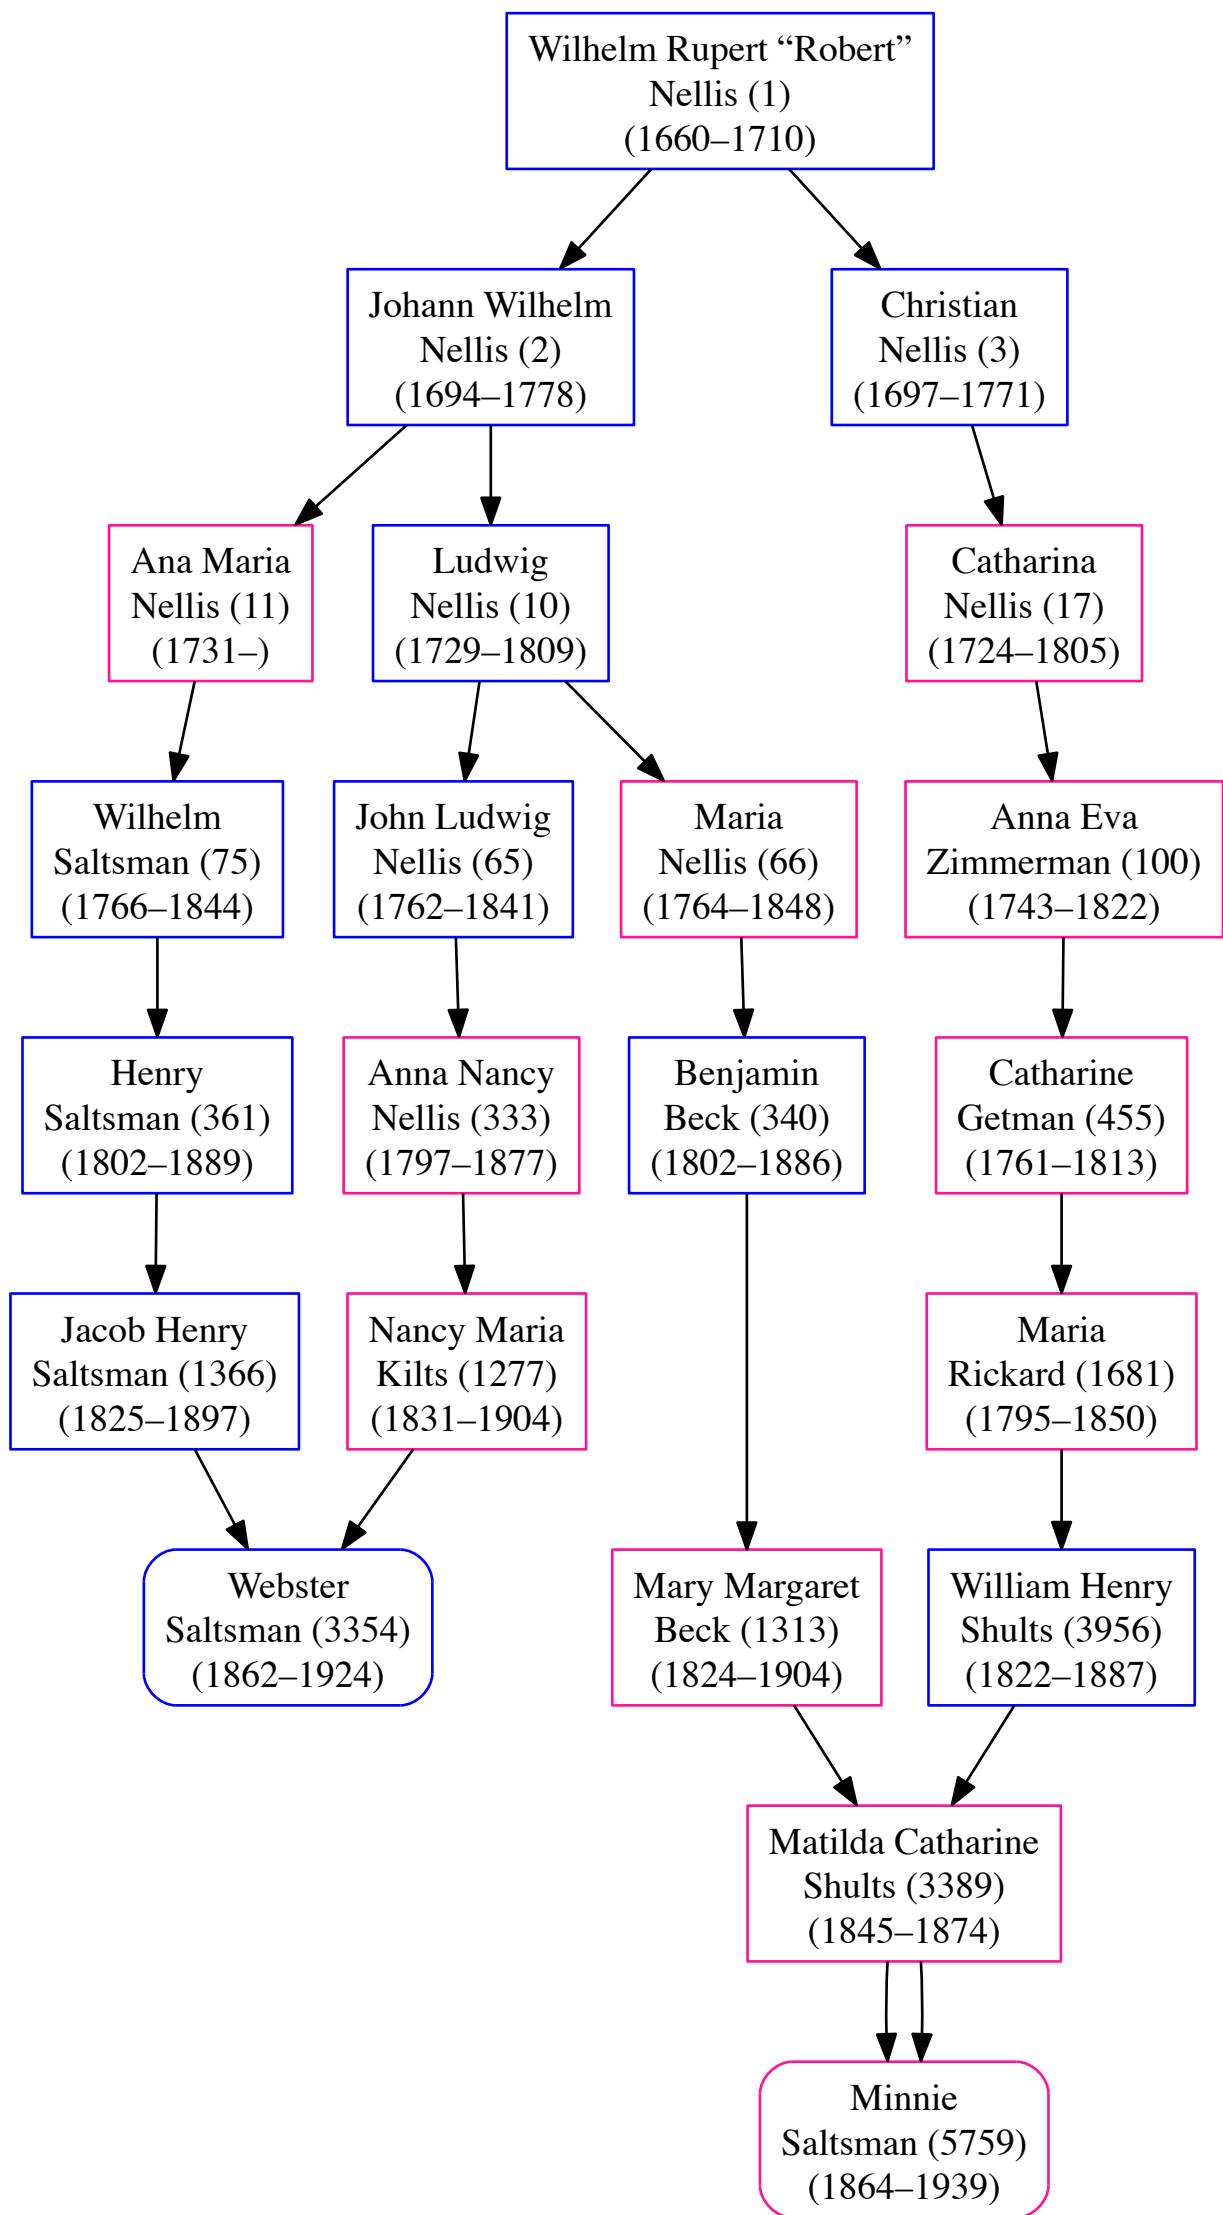 Wilhelm Rupert “Robert”
Nellis (1)
(1660–1710)
Johann Wilhelm
Nellis (2)
(1694–1778)
Christian
Nellis (3)
(1697–1771)
Ana Maria
Nellis (11)
(1731–)
Ludwig
Nellis (10)
(1729–1809)
Catharina
Nellis (17)
(1724–1805)
Wilhelm
Saltsman (75)
(1766–1844)
John Ludwig
Nellis (65)
(1762–1841)
Maria
Nellis (66)
(1764–1848)
Anna Eva
Zimmerman (100)
(1743–1822)
Henry
Saltsman (361)
(1802–1889)
Anna Nancy
Nellis (333)
(1797–1877)
Benjamin
Beck (340)
(1802–1886)
Catharine
Getman (455)
(1761–1813)
Jacob Henry
Saltsman (1366)
(1825–1897)
Nancy Maria
Kilts (1277)
(1831–1904)
Maria
Rickard (1681)
(1795–1850)
Webster
Saltsman (3354)
(1862–1924)
Mary Margaret
Beck (1313)
(1824–1904)
William Henry
Shults (3956)
(1822–1887)
Matilda Catharine
Shults (3389)
(1845–1874)
Minnie
Saltsman (5759)
(1864–1939)